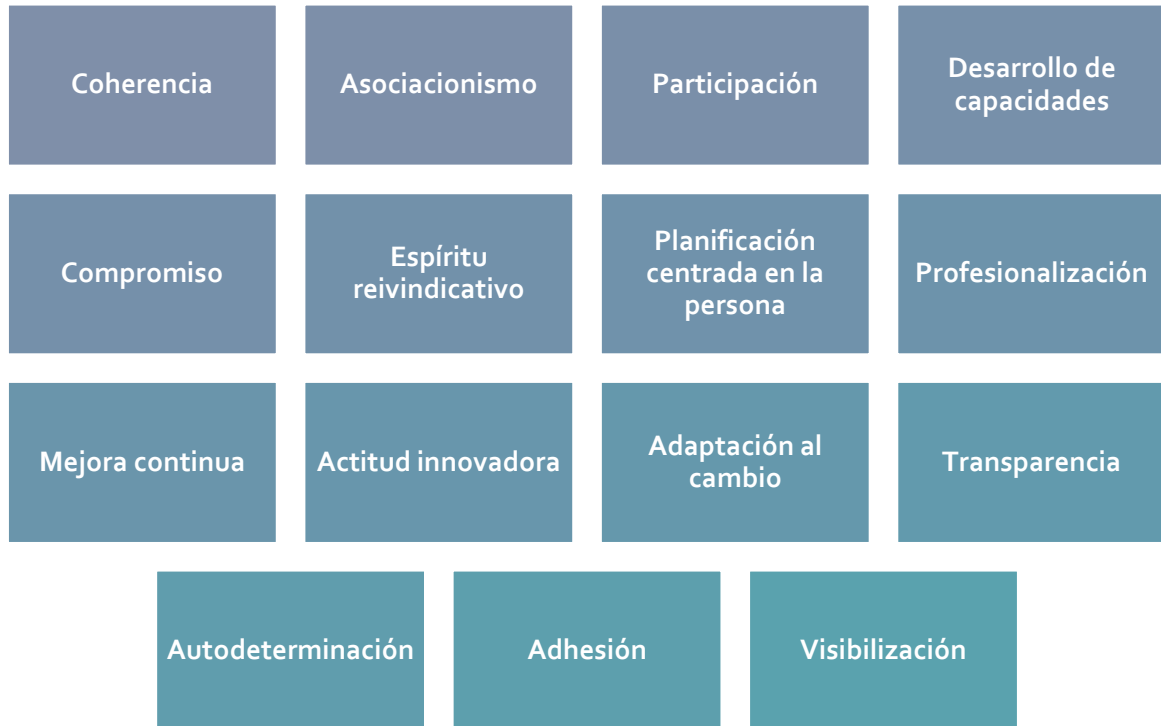 Coherencia
Asociacionismo
Participación
Desarrollo de
capacidades
Compromiso
Espíritu
reivindicativo
Planificación
centrada en la
persona
Profesionalización
Mejora continua
Actitud innovadora
Adaptación al
cambio
Transparencia
Autodeterminación
Adhesión
Visibilización